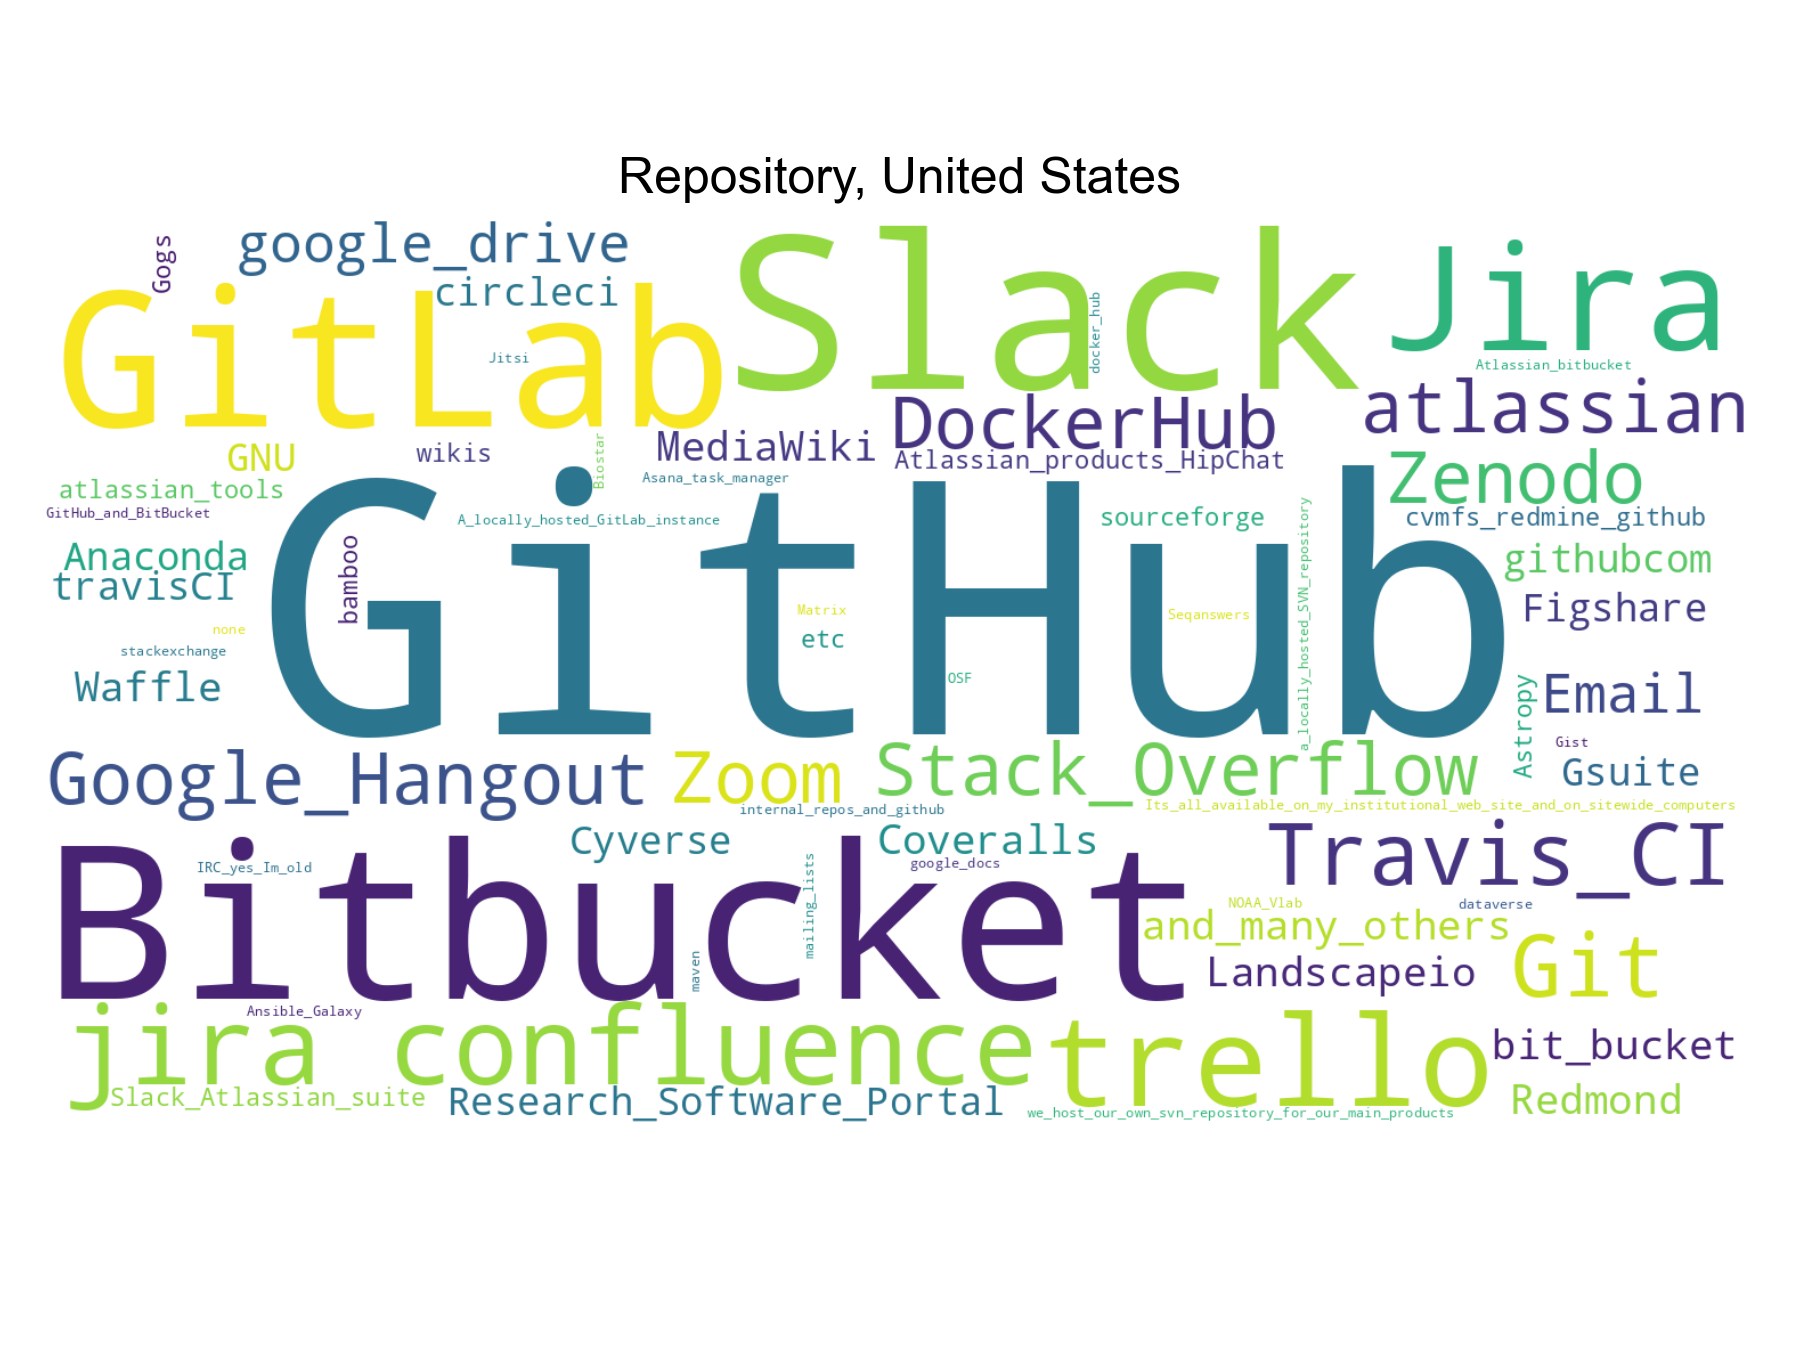 Repository, United States
Gogs
google_drive
Slack
Jira
circleci
GitLab
docker_hub
Jitsi
Atlassian_bitbucket
atlassian
DockerHub
GNU
wikis
Biostar
MediaWiki
Atlassian_products_HipChat
Zenodo
atlassian_tools
Asana_task_manager
GitHub_and_BitBucket
A_locally_hosted_GitLab_instance
sourceforge
cvmfs_redmine_github
Anaconda
travisCI
bamboo
GitHub
a_locally_hosted_SVN_repository
githubcom
Figshare
Matrix
Seqanswers
none
etc
stackexchange
Waffle
OSF
Astropy
Email
Gist
Google_Hangout
Zoom
Stack_Overflow
Gsuite
internal_repos_and_github
Its_all_available_on_my_institutional_web_site_and_on_sitewide_computers
Cyverse
Coveralls
Travis_CI
IRC_yes_Im_old
google_docs
mailing_lists
Bitbucket
NOAA_Vlab
dataverse
and_many_others
Git
maven
Landscapeio
Ansible_Galaxy
jira confluence
trello
bit_bucket
Slack_Atlassian_suite
Research_Software_Portal
Redmond
we_host_our_own_svn_repository_for_our_main_products